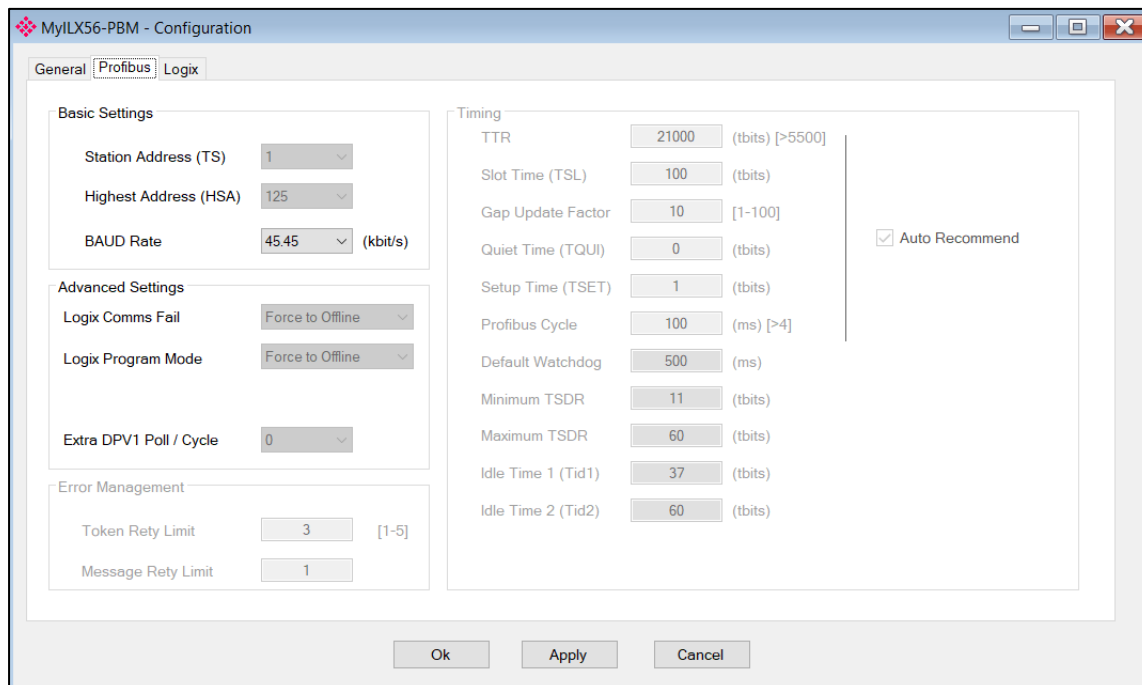 MyILX56-PBM - Configuration
General Profibus Logix
Basic Settings
Station Address (TS) 1
Highest Address (HSA) 125
BAUD Rate 45.45 (kbit/s)
Advanced Settings
Logix Comms Fail Force to Offline
Logix Program Mode Force to Offline
Extra DPV1 Poll / Cycle 0
Error Management
Token Rety Limit 3 [1-5]
Message Rety Limit 1
Timing
TTR 21000 (tbits) [>5500]
Slot Time (TSL) 100 (tbits)
Gap Update Factor 10 [1-100]
Quiet Time (TQUI) 0 (tbits)
Setup Time (TSET) 1 (tbits)
Profibus Cycle 100 (ms) [>4]
Default Watchdog 500 (ms)
Minimum TSDR 11 (tbits)
Maximum TSDR 60 (tbits)
Idle Time 1 (Tid1) 37 (tbits)
Idle Time 2 (Tid2) 60 (tbits)
Auto Recommend
Ok Apply Cancel